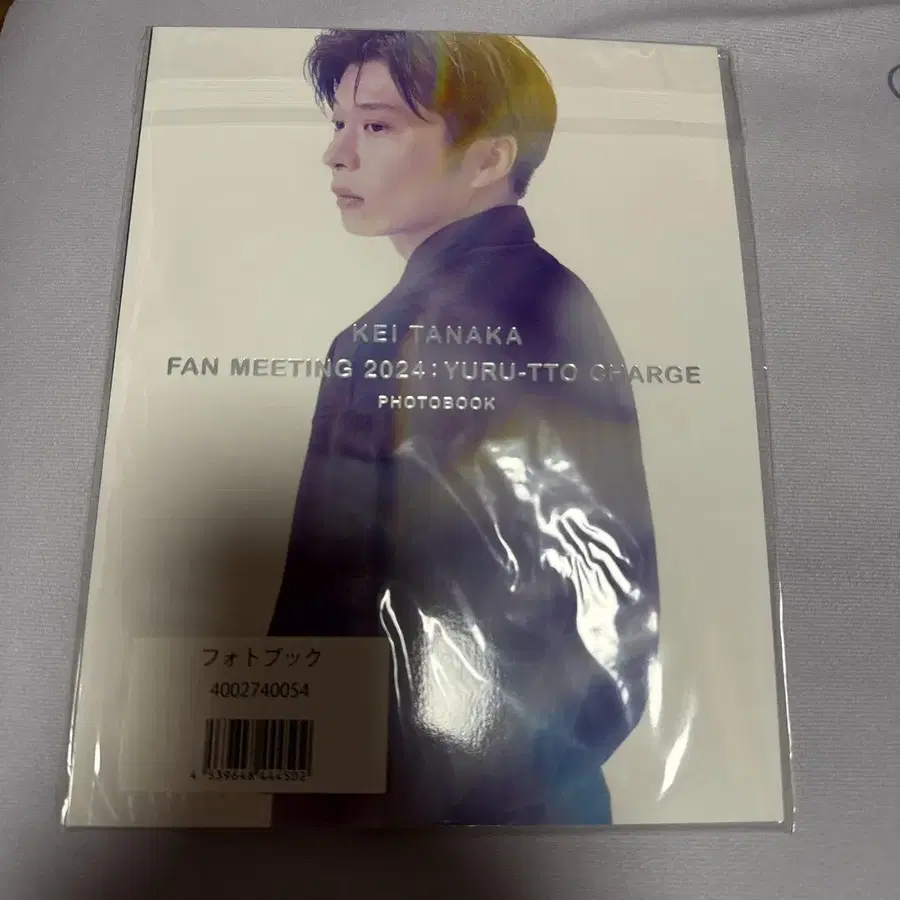 KEI TANAKA
FAN MEETING 2024 : YURU-TTO CHARGE
PHOTOBOOK
フォトブック
4002740054
4 539648 444502